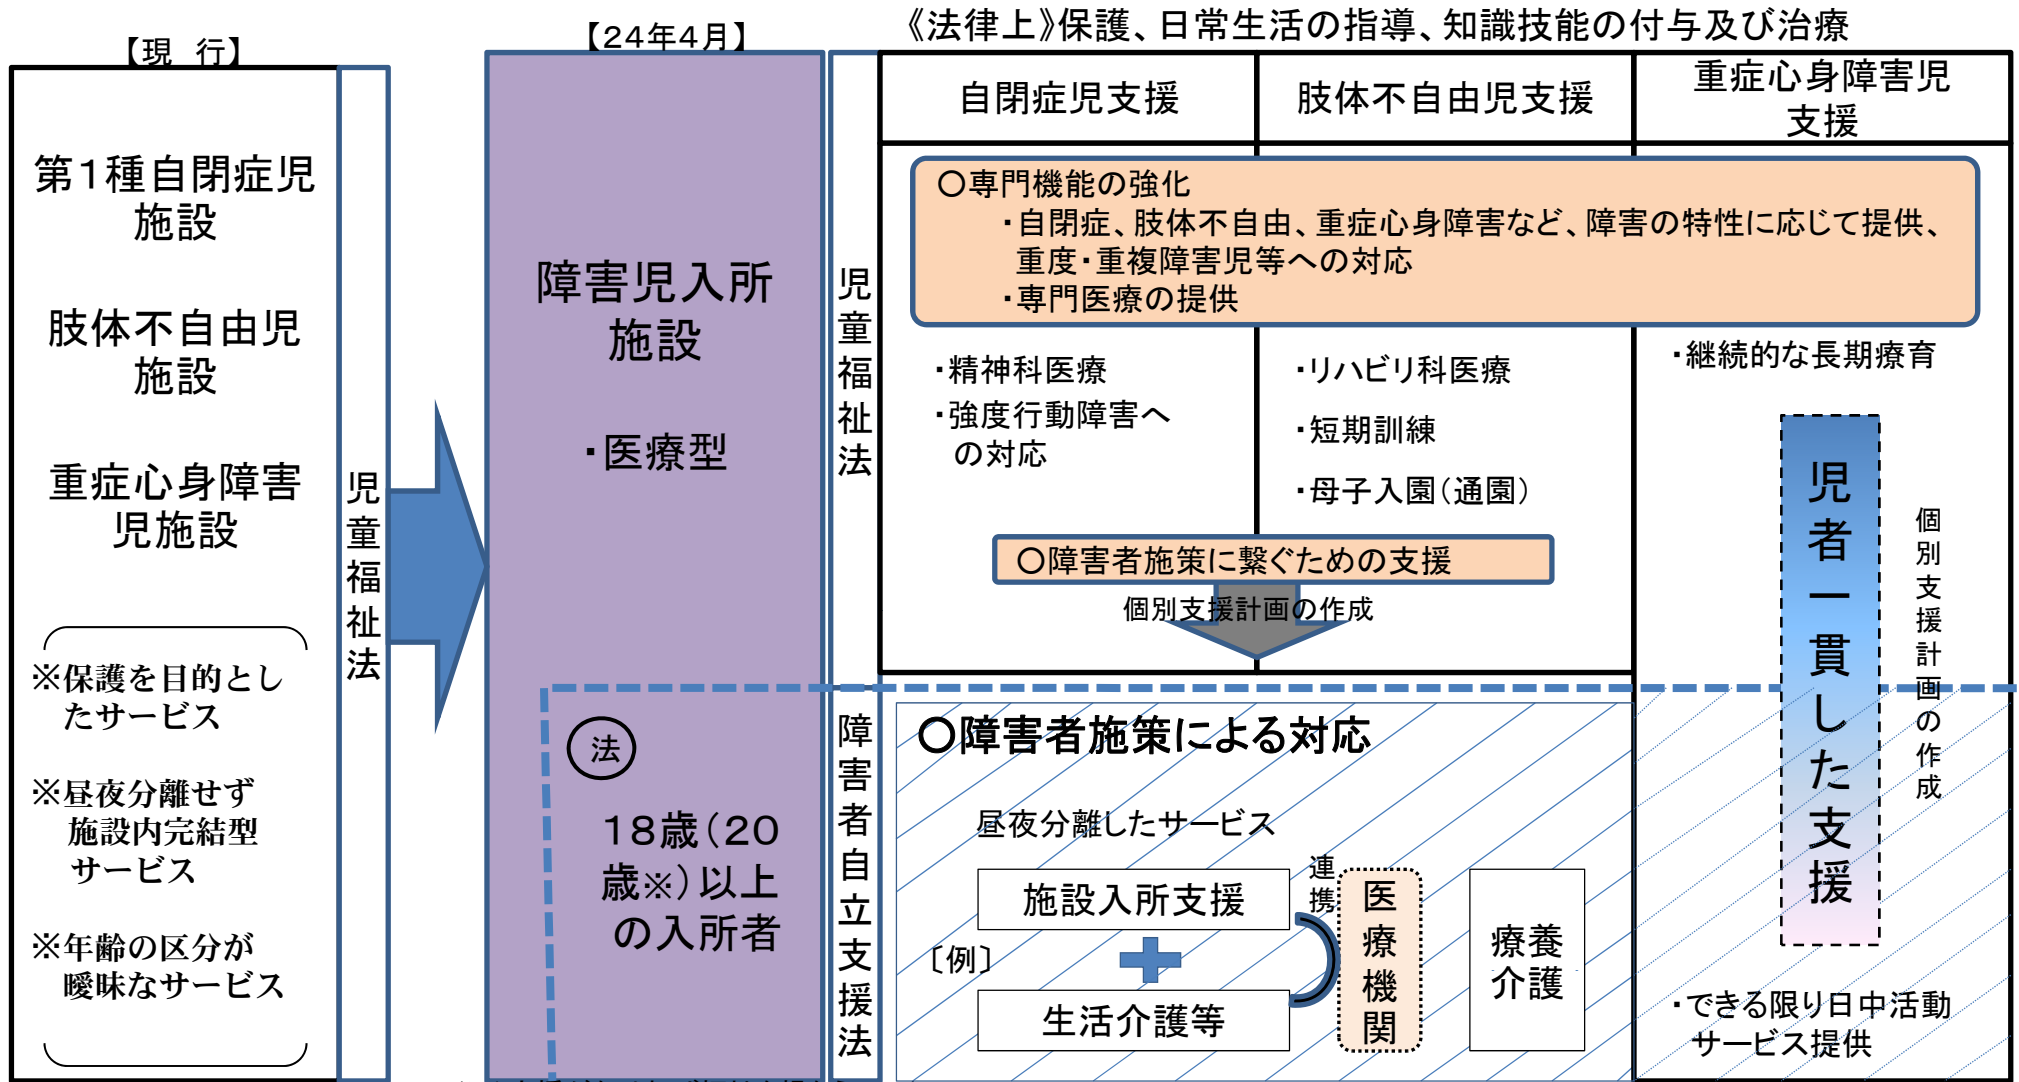 【現　行】
第１種自閉症児
施設
肢体不自由児
施設
重症心身障害
児施設
※保護を目的とし
たサービス
※昼夜分離せず
施設内完結型
サービス
※年齢の区分が
曖昧なサービス
児童福祉法
【２４年４月】
障害児入所
施設
・医療型
法
１８歳（２０
歳※）以上
の入所者
児童福祉法
障害者自立支援法
《法律上》保護、日常生活の指導、知識技能の付与及び治療
自閉症児支援
肢体不自由児支援
重症心身障害児
支援
○専門機能の強化
・自閉症、肢体不自由、重症心身障害など、障害の特性に応じて提供、
重度・重複障害児等への対応
・専門医療の提供
・精神科医療
・強度行動障害へ
の対応
・リハビリ科医療
・短期訓練
・母子入園（通園）
・継続的な長期療育
○障害者施策に繋ぐための支援
個別支援計画の作成
児者一貫した支援
個別支援計画の作成
○障害者施策による対応
昼夜分離したサービス
〔例〕
施設入所支援
生活介護等
連携
医療機関
療養
介護
・できる限り日中活動
サービス提供